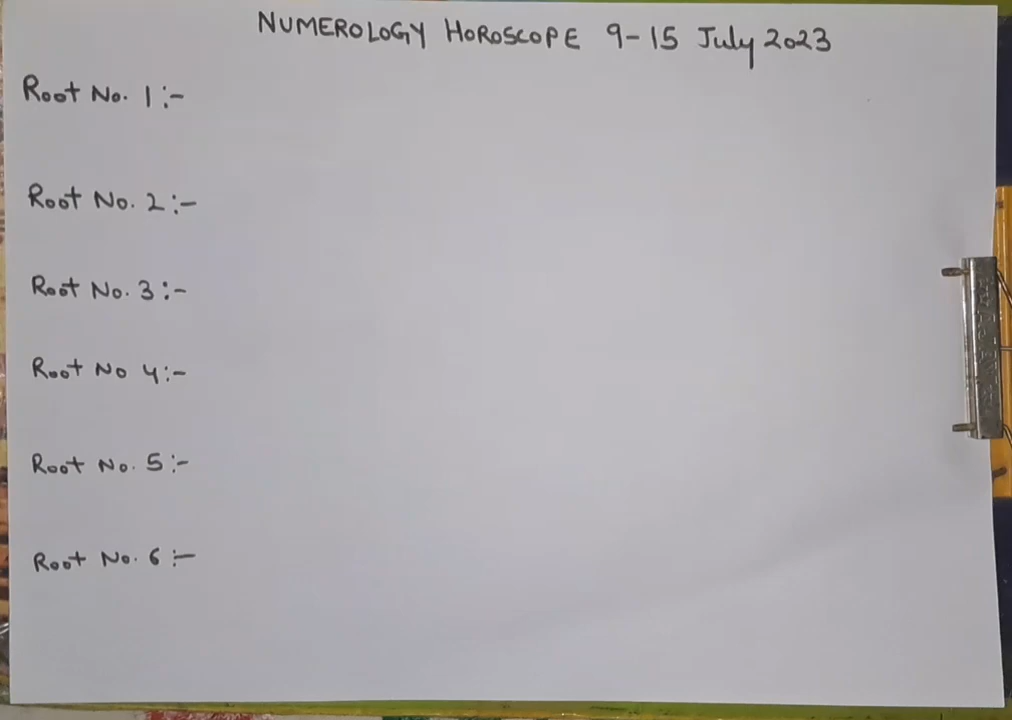 NUMEROLOGY HOROSCOPE 9-15 July 2023
Root No. 1:-
Root No. 2:-
Root No. 3:-
Root No 4:-
Root No. 5:-
Root No. 6:-